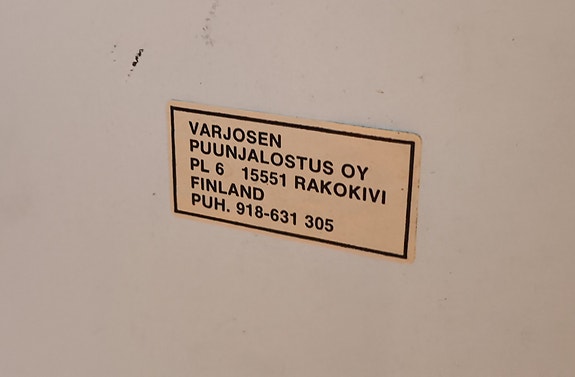 VARJOSEN
PUUNJALOSTUS OY
PL 6 15551 RAKOKIVI
FINLAND
PUH. 918-631 305